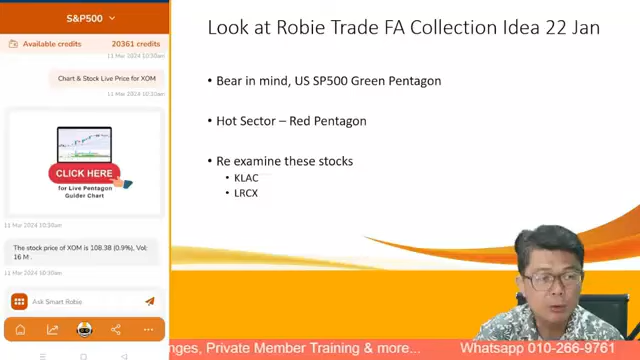 S&P500
Available credits
20361 credits
11 Mar 2024 10:30am
Chart & Stock Live Price for XOM
11 Mar 2024 10:30am
CLICK HERE
for Live Pentagon
Guider Chart
11 Mar 2024 10:30am
The stock price of XOM is 108.38 (0.9%), Vol:
16 M
11 Mar 2024 10:30am
Ask Smart Robie
Look at Robie Trade FA Collection Idea 22 Jan
• Bear in mind, US SP500 Green Pentagon
• Hot Sector – Red Pentagon
• Re examine these stocks
• KLAC
• LRCX
nges, Private Member Training & more...
Whatsapp 010-266-9761